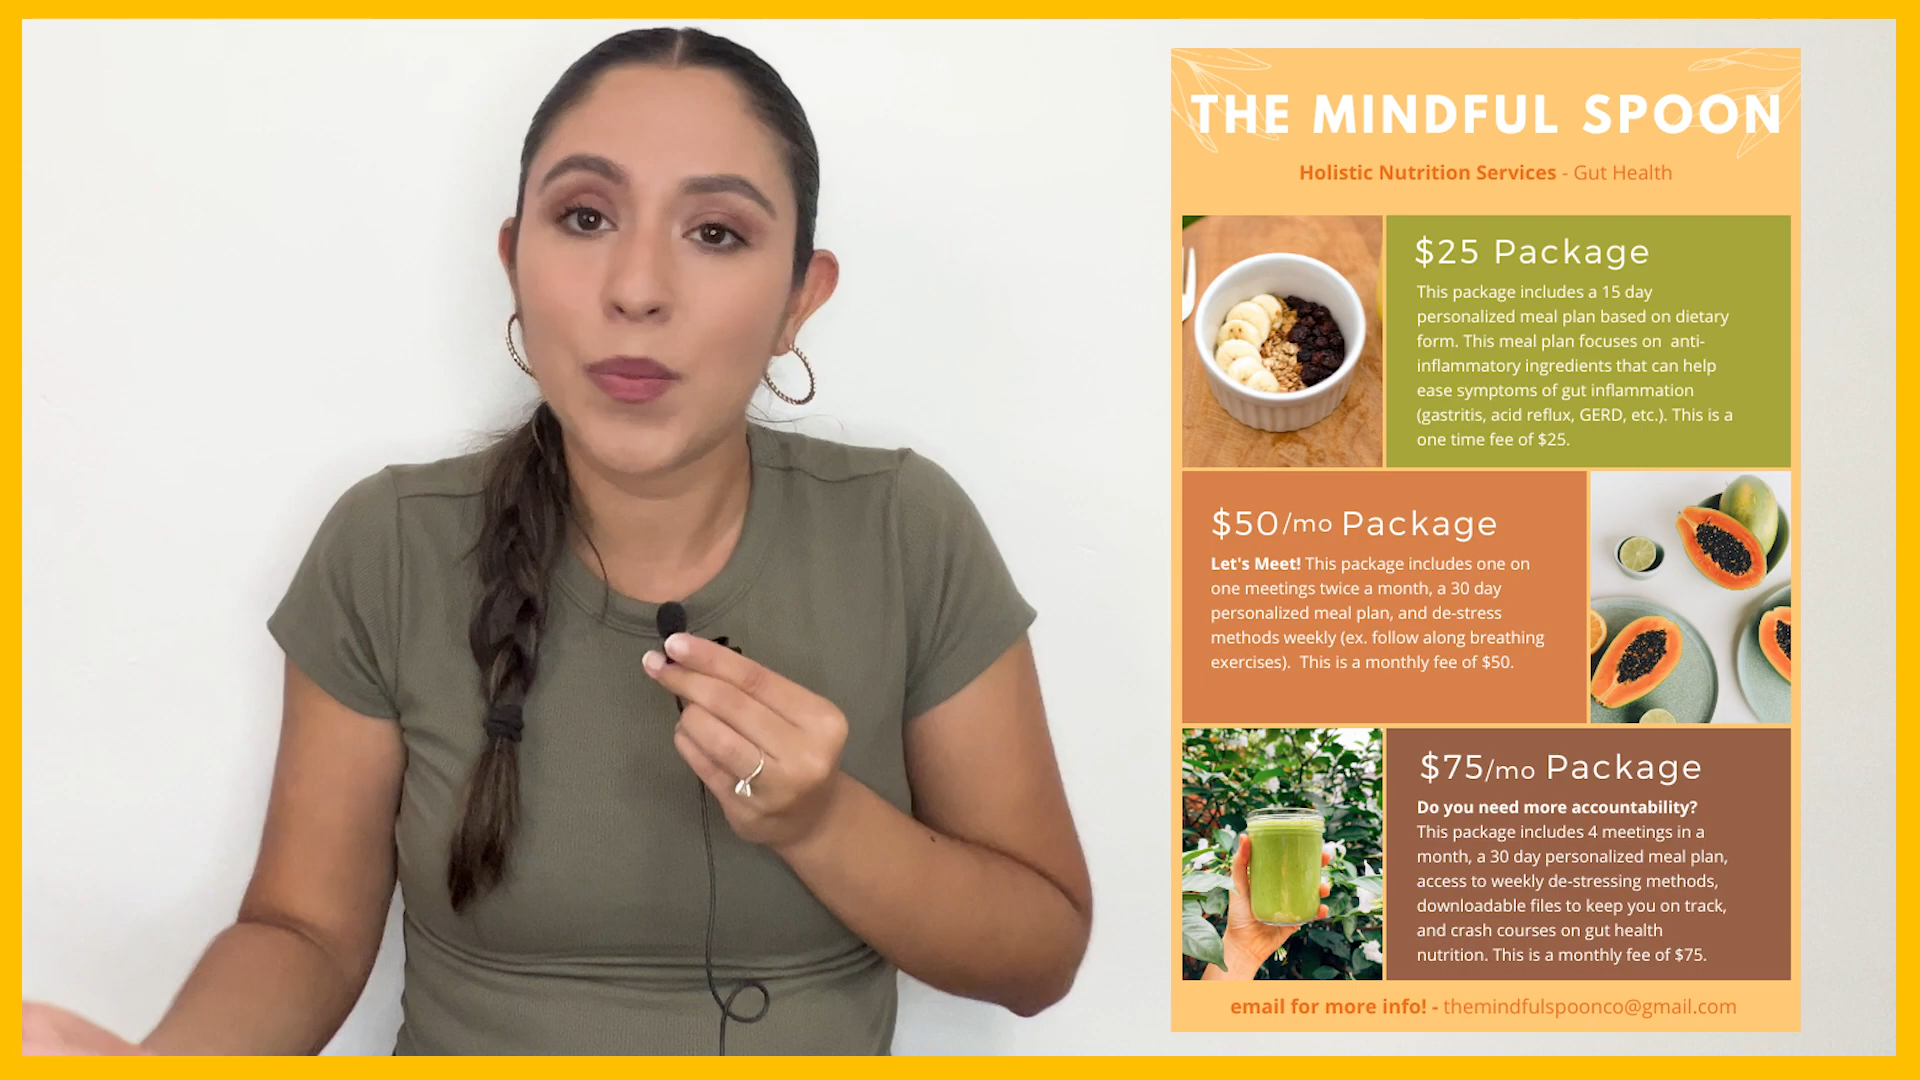 THE MINDFUL SPOON
Holistic Nutrition Services - Gut Health
$25 Package
This package includes a 15 day
personalized meal plan based on dietary
form. This meal plan focuses on  anti-
inflammatory ingredients that can help
ease symptoms of gut inflammation
(gastritis, acid reflux, GERD, etc.). This is a
one time fee of $25.
$50/mo Package
Let's Meet! This package includes one on
one meetings twice a month, a 30 day
personalized meal plan, and de-stress
methods weekly (ex. follow along breathing
exercises).  This is a monthly fee of $50.
$75/mo Package
Do you need more accountability?
This package includes 4 meetings in a
month, a 30 day personalized meal plan,
access to weekly de-stressing methods,
downloadable files to keep you on track,
and crash courses on gut health
nutrition. This is a monthly fee of $75.
email for more info! - themindfulspoonco@gmail.com